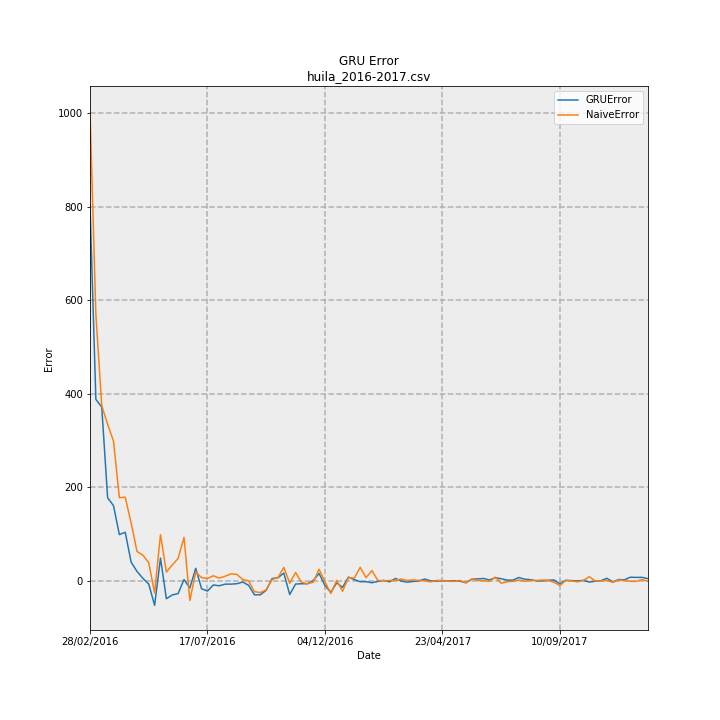 GRU Error
huila_2016-2017.csv
GRUError
NaiveError
1000
800
600
400
200
0
Error
28/02/2016
17/07/2016
04/12/2016
23/04/2017
10/09/2017
Date